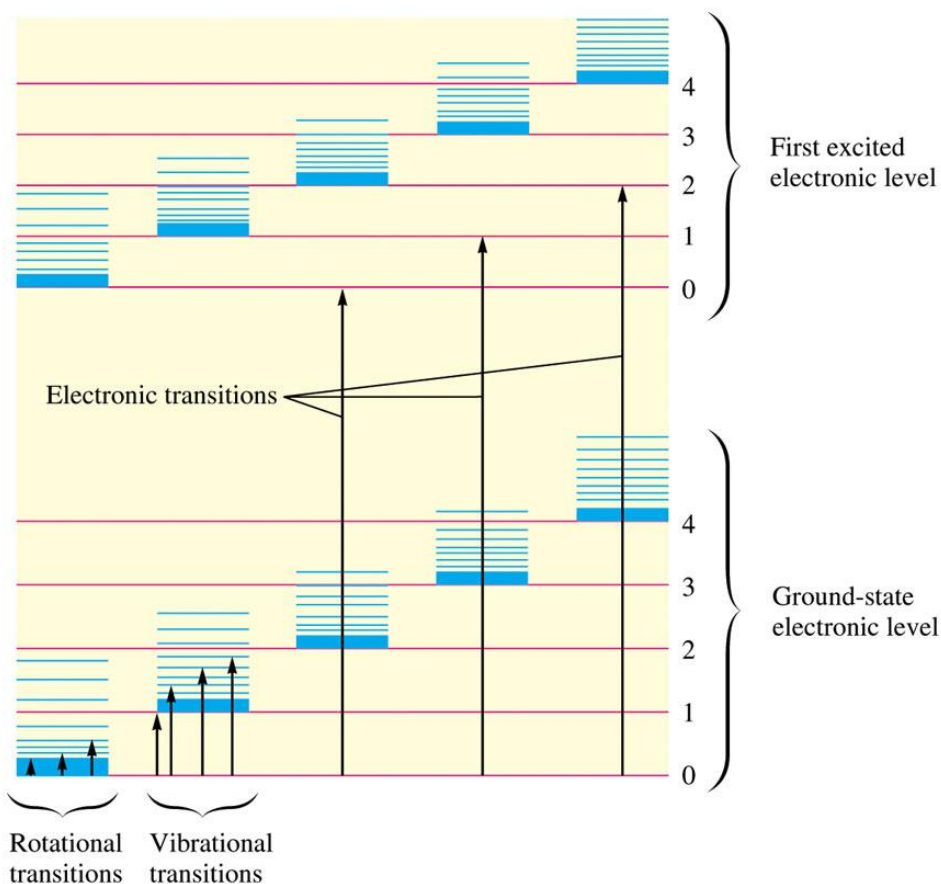 4
3
2
1
0
First excited
electronic level
Electronic transitions
4
3
2
1
0
Ground-state
electronic level
Rotational
transitions
Vibrational
transitions